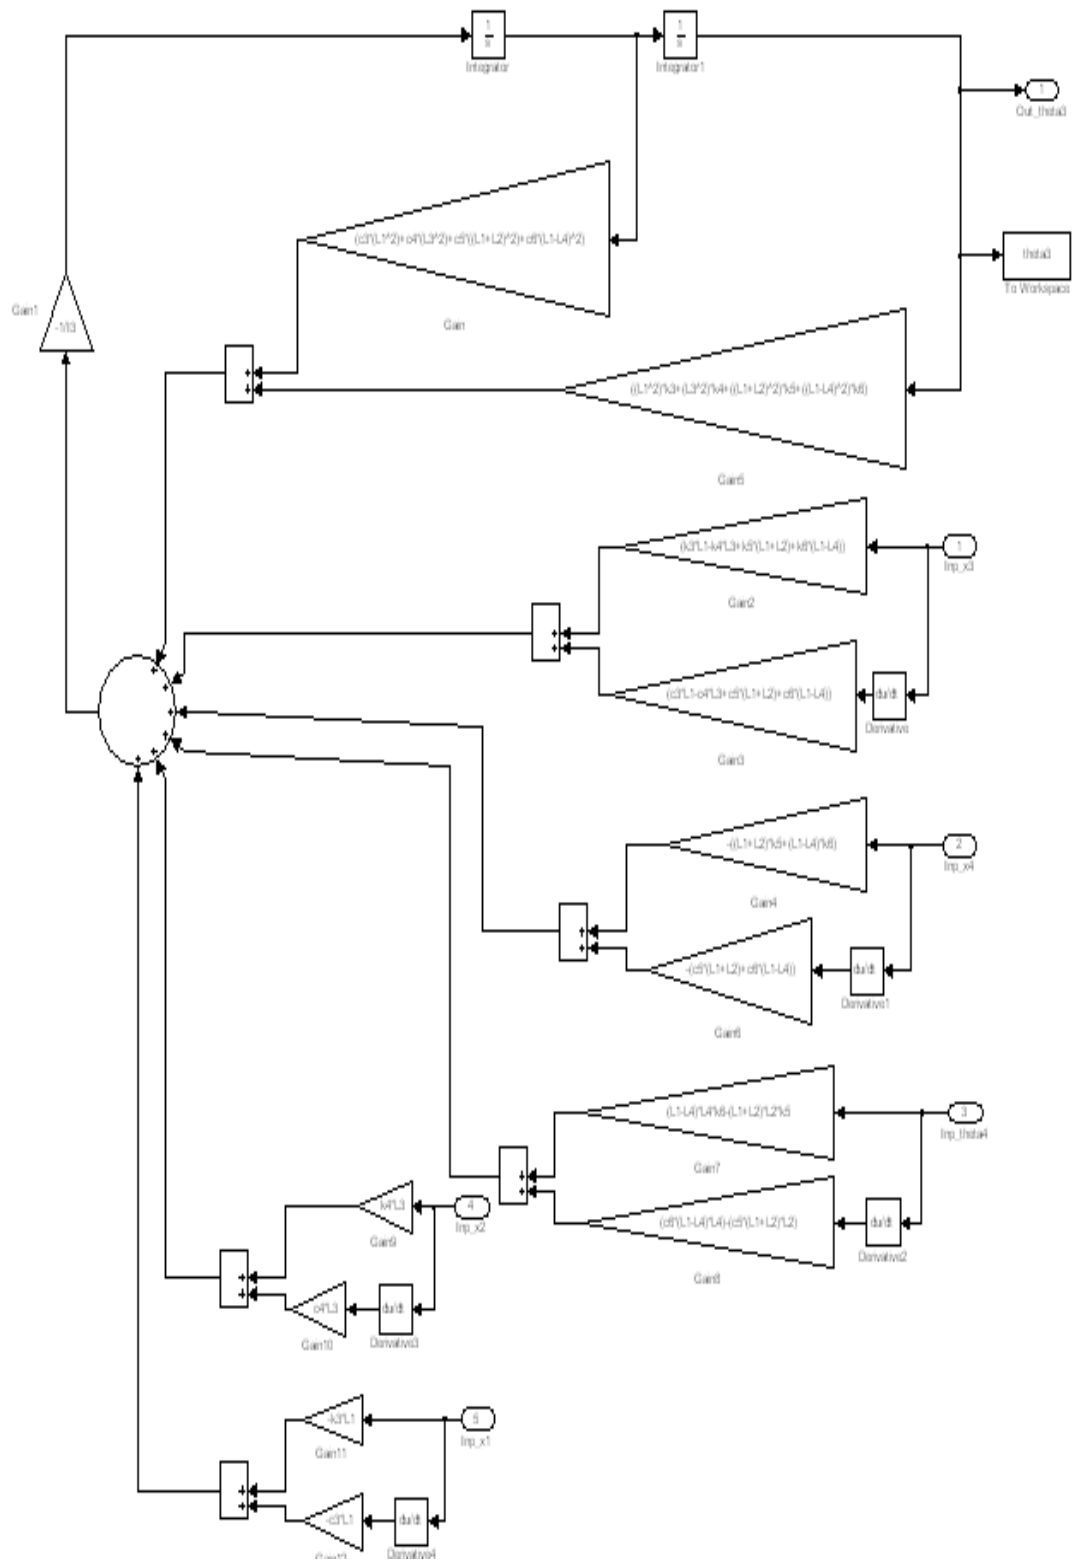 1
s
Integrator
1
s
Integrator1
1
Out_theta3
(c3*(L1^2)+c4*(L3^2)+c5*((L1+L2)^2)+c6*(L1-L4)^2)
Gain
theta3
To Workspace
Gain1
-1/I3
+
+
((L1^2)*k3+(L3^2)*k4+((L1+L2)^2)*k5+((L1-L4)^2)*k6)
Gain5
(k3*L1-k4*L3+k5*(L1+L2)+k6*(L1-L4))
Gain2
1
Inp_x3
+
+
(c3*L1-c4*L3+c5*(L1+L2)+c6*(L1-L4))
Gain3
du/dt
Derivative
+
+
+
+
+
+
-((L1+L2)*k5+(L1-L4)*k6)
Gain4
2
Inp_x4
+
+
-(c5*(L1+L2)+c6*(L1-L4))
Gain6
du/dt
Derivative1
(L1-L4)*L4*k6-(L1+L2)*L2*k5
Gain7
3
Inp_theta4
+
+
(c6*(L1-L4)*L4)-(c5*(L1+L2)*L2)
Gain8
du/dt
Derivative2
k4*L3
Gain9
4
Inp_x2
+
+
c4*L3
Gain10
du/dt
Derivative3
-k3*L1
Gain11
5
Inp_x1
+
+
-c3*L1
Gain12
du/dt
Derivative4